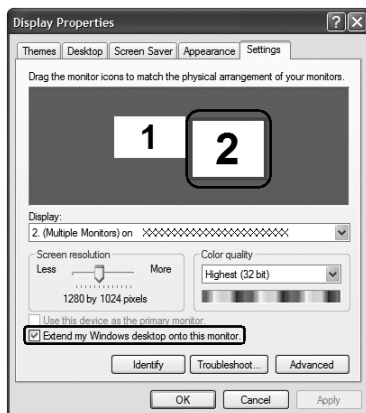 Display Properties
Themes Desktop Screen Saver Appearance Settings
Drag the monitor icons to match the physical arrangement of your monitors.
1 2
Display:
2. (Multiple Monitors) on XXXXXXXXXXXXXXXXXXXXX
Screen resolution Color quality
Less More Highest (32 bit)
1280 by 1024 pixels
Use this device as the primary monitor.
Extend my Windows desktop onto this monitor.
Identify Troubleshoot... Advanced
OK Cancel Apply